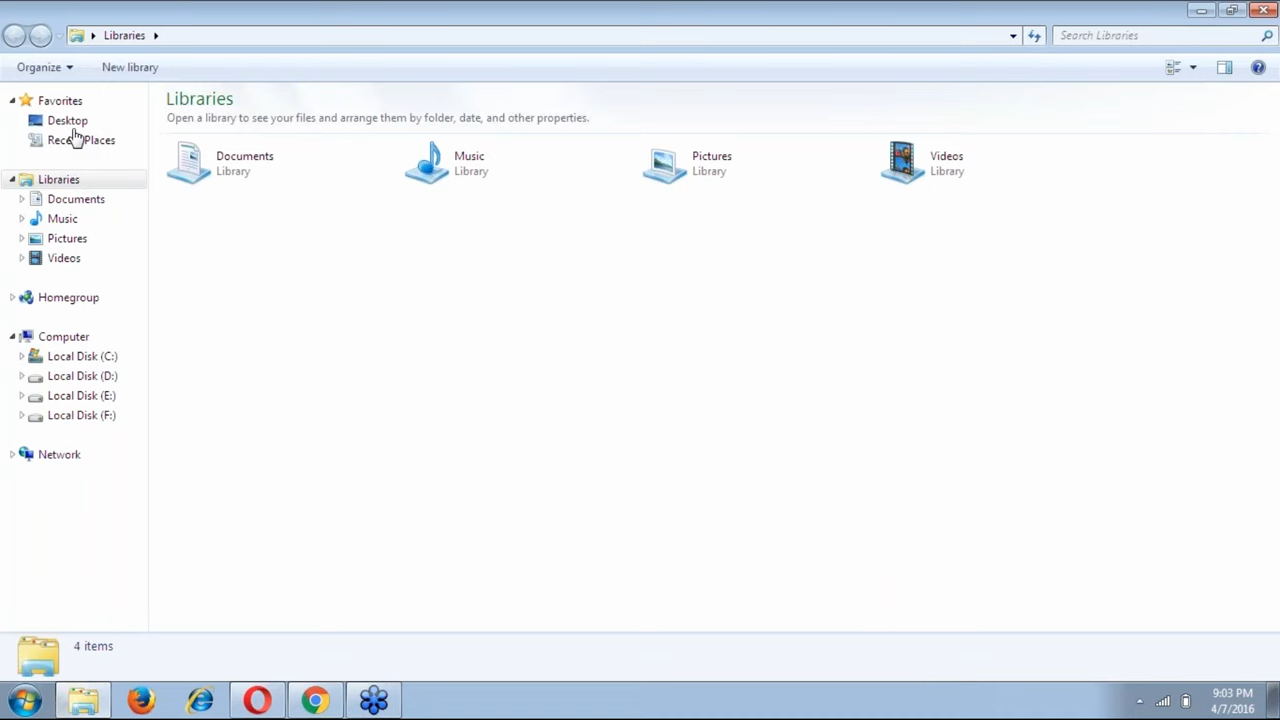 Libraries
Search Libraries
Organize
New library
Favorites
Desktop
Places
Libraries
Documents
Music
Pictures
Videos
Homegroup
Computer
Local Disk (C:)
Local Disk (D:)
Local Disk (E:)
Local Disk (F:)
Network
Libraries
Open a library to see your files and arrange them by folder, date, and other properties.
Documents
Library
Music
Library
Pictures
Library
Videos
Library
4 items
9:03 PM
4/7/2016